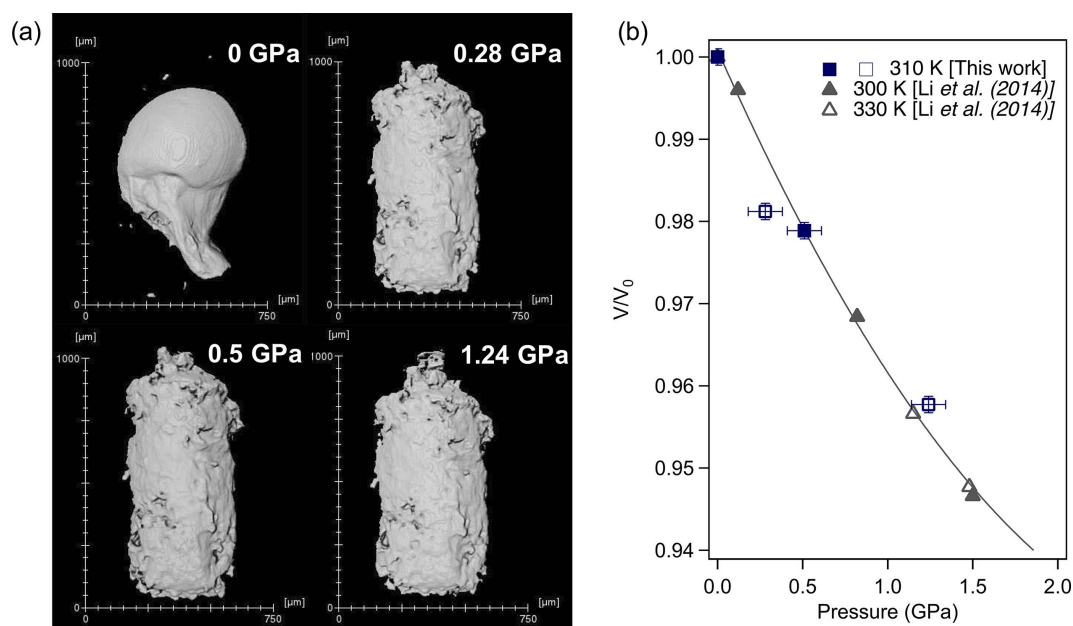 (a)
[µm]
0 GPa
1000
0
750
[µm]
[µm]
0.28 GPa
1000
0
750
[µm]
[µm]
0.5 GPa
1000
0
750
[µm]
[µm]
1.24 GPa
1000
0
750
[µm]
(b)
310 K [This work]
300 K [Li et al. (2014)]
330 K [Li et al. (2014)]
1.00
0.99
0.98
0.97
0.96
0.95
0.94
V/V0
0.0
0.5
1.0
1.5
2.0
Pressure (GPa)